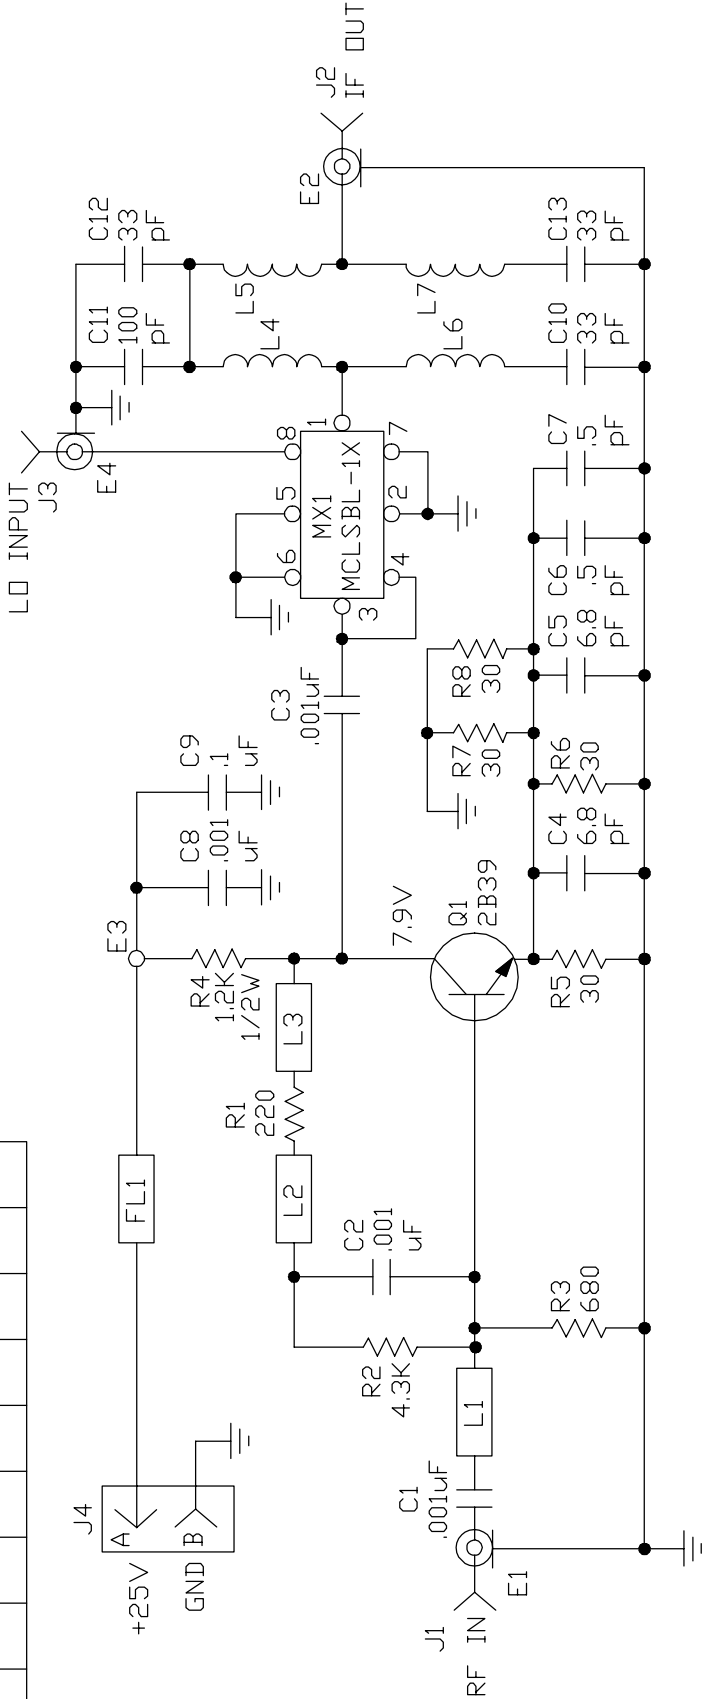 J4
A
B
+25V
GND
FL1
E3
C8
.001
uF
C9
.1
uF
R4
1.2K
1/2W
L2
R1
220
L3
C2
.001
uF
R2
4.3K
7.9V
Q1
2B39
J1
RF IN
E1
C1
.001uF
L1
R3
680
R5
30
C4
6.8
pF
R6
30
R7
30
R8
30
C5
6.8
pF
C6
.5
pF
C7
.5
pF
C3
.001uF
LO INPUT
J3
E4
MX1
MCLSBL-1X
6
5
8
3
1
4
2
7
C11
100
pF
C12
33
pF
L4
L5
L6
L7
C10
33
pF
C13
33
pF
E2
J2
IF OUT